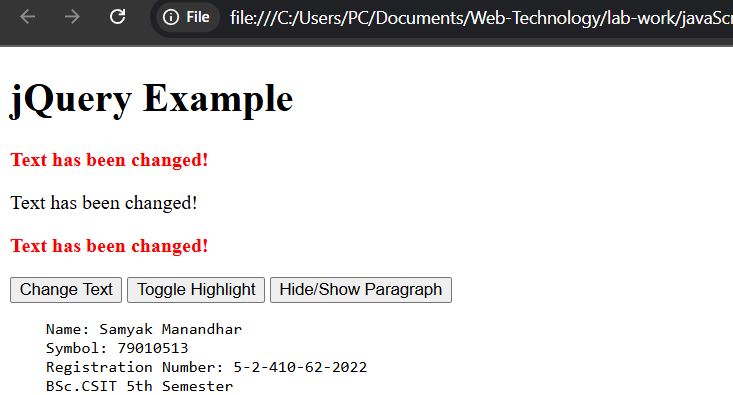 File file:///C:/Users/PC/Documents/Web-Technology/lab-work/javaScr
jQuery Example
Text has been changed!
Text has been changed!
Text has been changed!
Change Text Toggle Highlight Hide/Show Paragraph
Name: Samyak Manandhar
Symbol: 79010513
Registration Number: 5-2-410-62-2022
BSc.CSIT 5th Semester